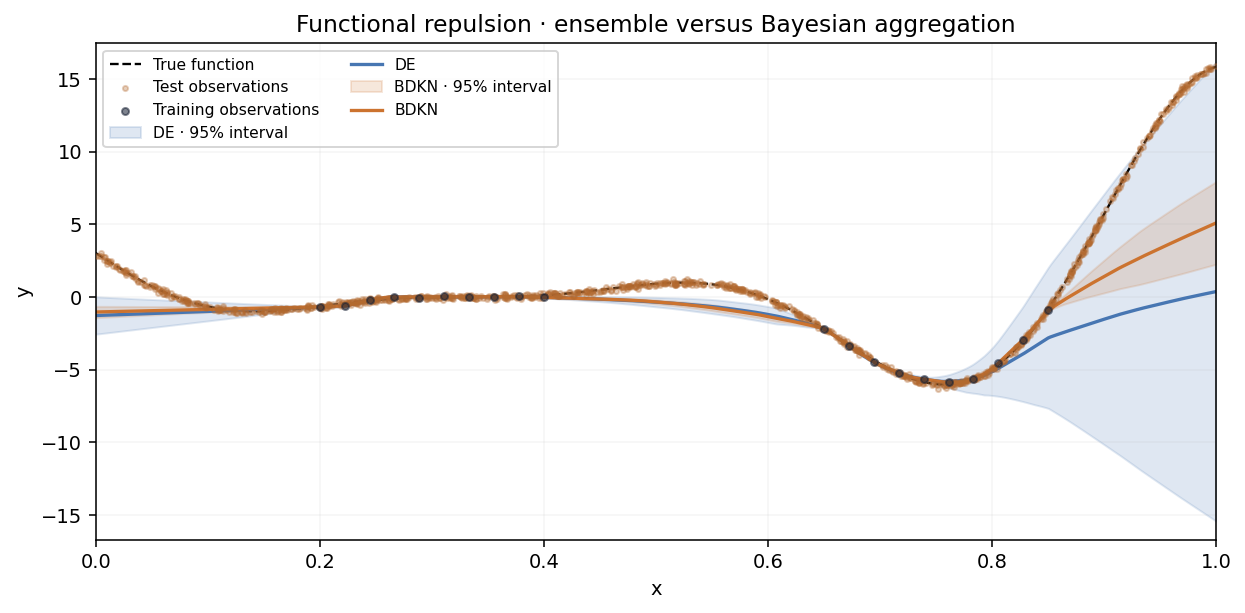 Functional repulsion · ensemble versus Bayesian aggregation
True function
Test observations
Training observations
DE · 95% interval
DE
BDKN · 95% interval
BDKN
y
15
10
5
0
−5
−10
−15
0.0 0.2 0.4 0.6 0.8 1.0
x